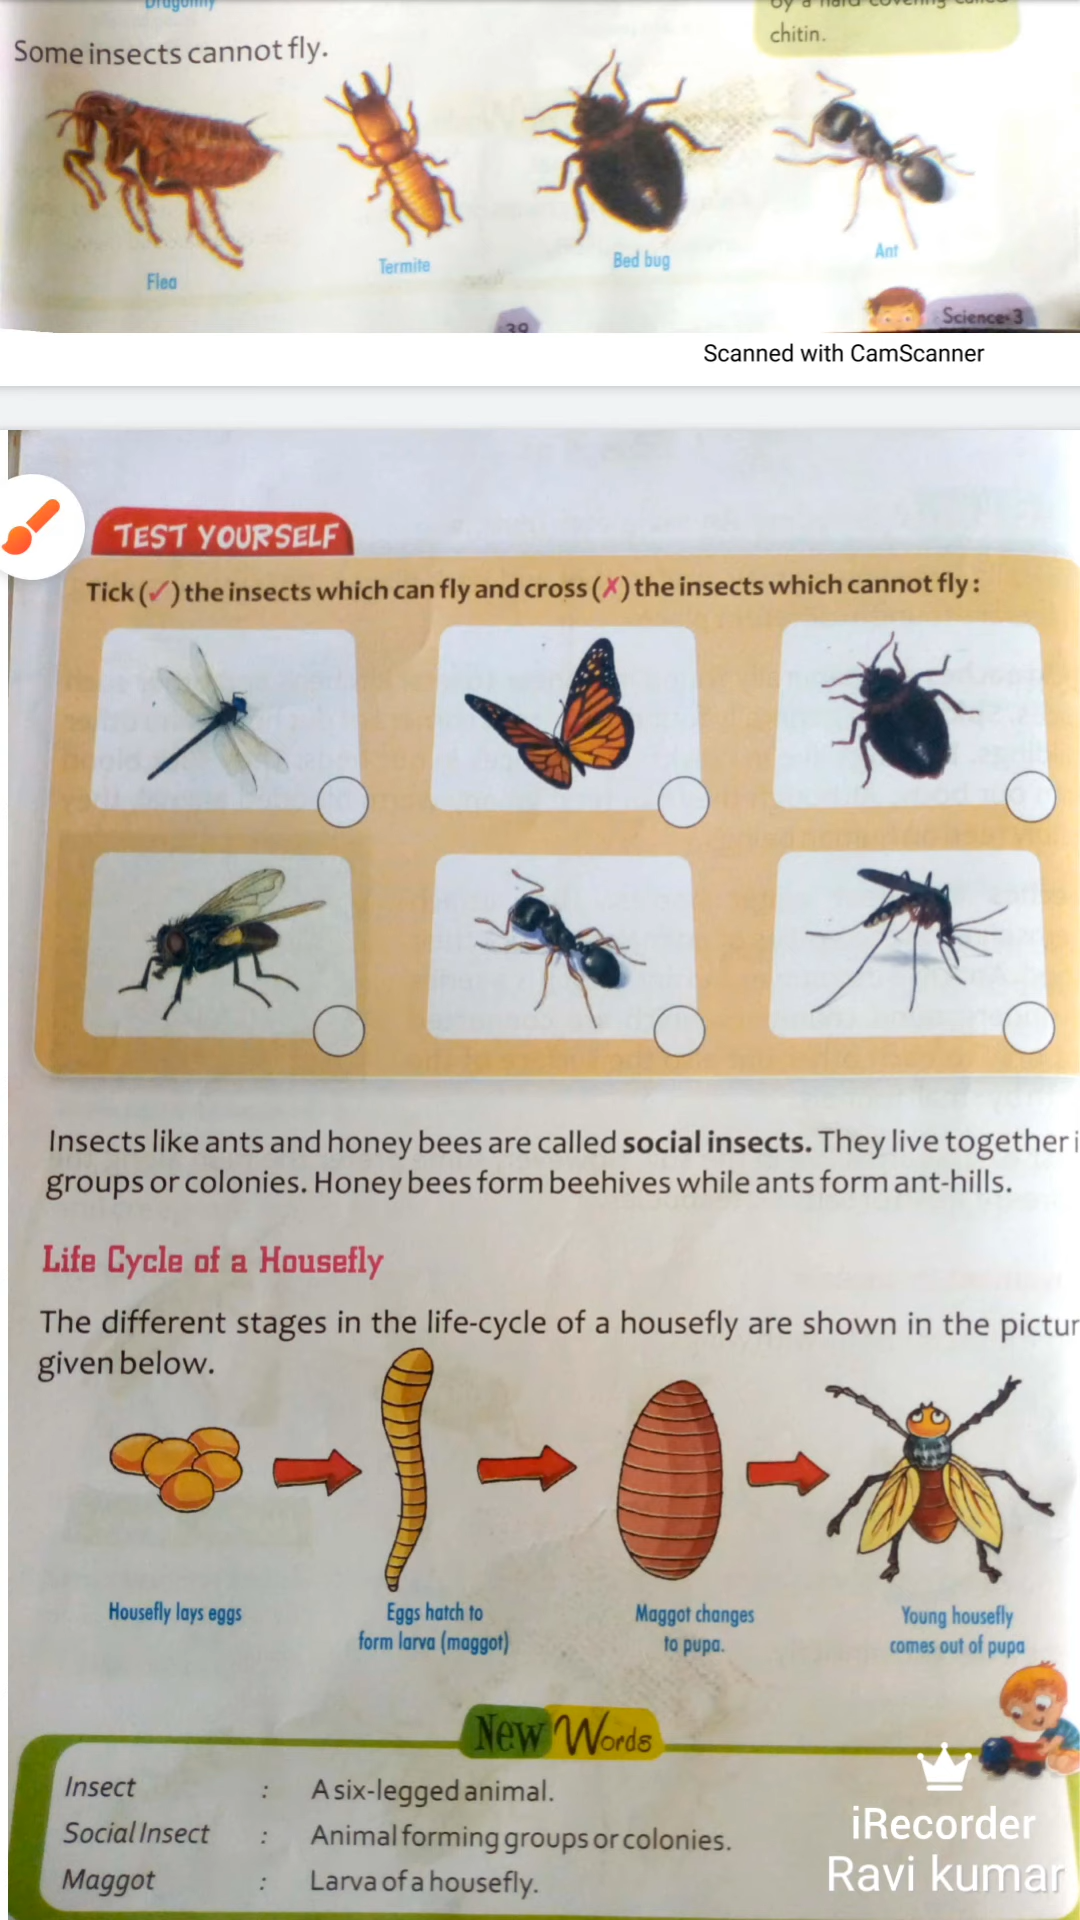 Dragonfly
chitin.
Some insects cannot fly.
Flea
Termite
Bed bug
Ant
39
Science-3
Scanned with CamScanner
TEST YOURSELF
Tick (✓) the insects which can fly and cross (✗) the insects which cannot fly :
Insects like ants and honey bees are called social insects. They live together i
groups or colonies. Honey bees form beehives while ants form ant-hills.
Life Cycle of a Housefly
The different stages in the life-cycle of a housefly are shown in the pictur
given below.
Housefly lays eggs
Eggs hatch to
form larva (maggot)
Maggot changes
to pupa.
Young housefly
comes out of pupa
New Words
Insect : A six-legged animal.
Social Insect : Animal forming groups or colonies.
Maggot : Larva of a housefly.
iRecorder
Ravi kumar